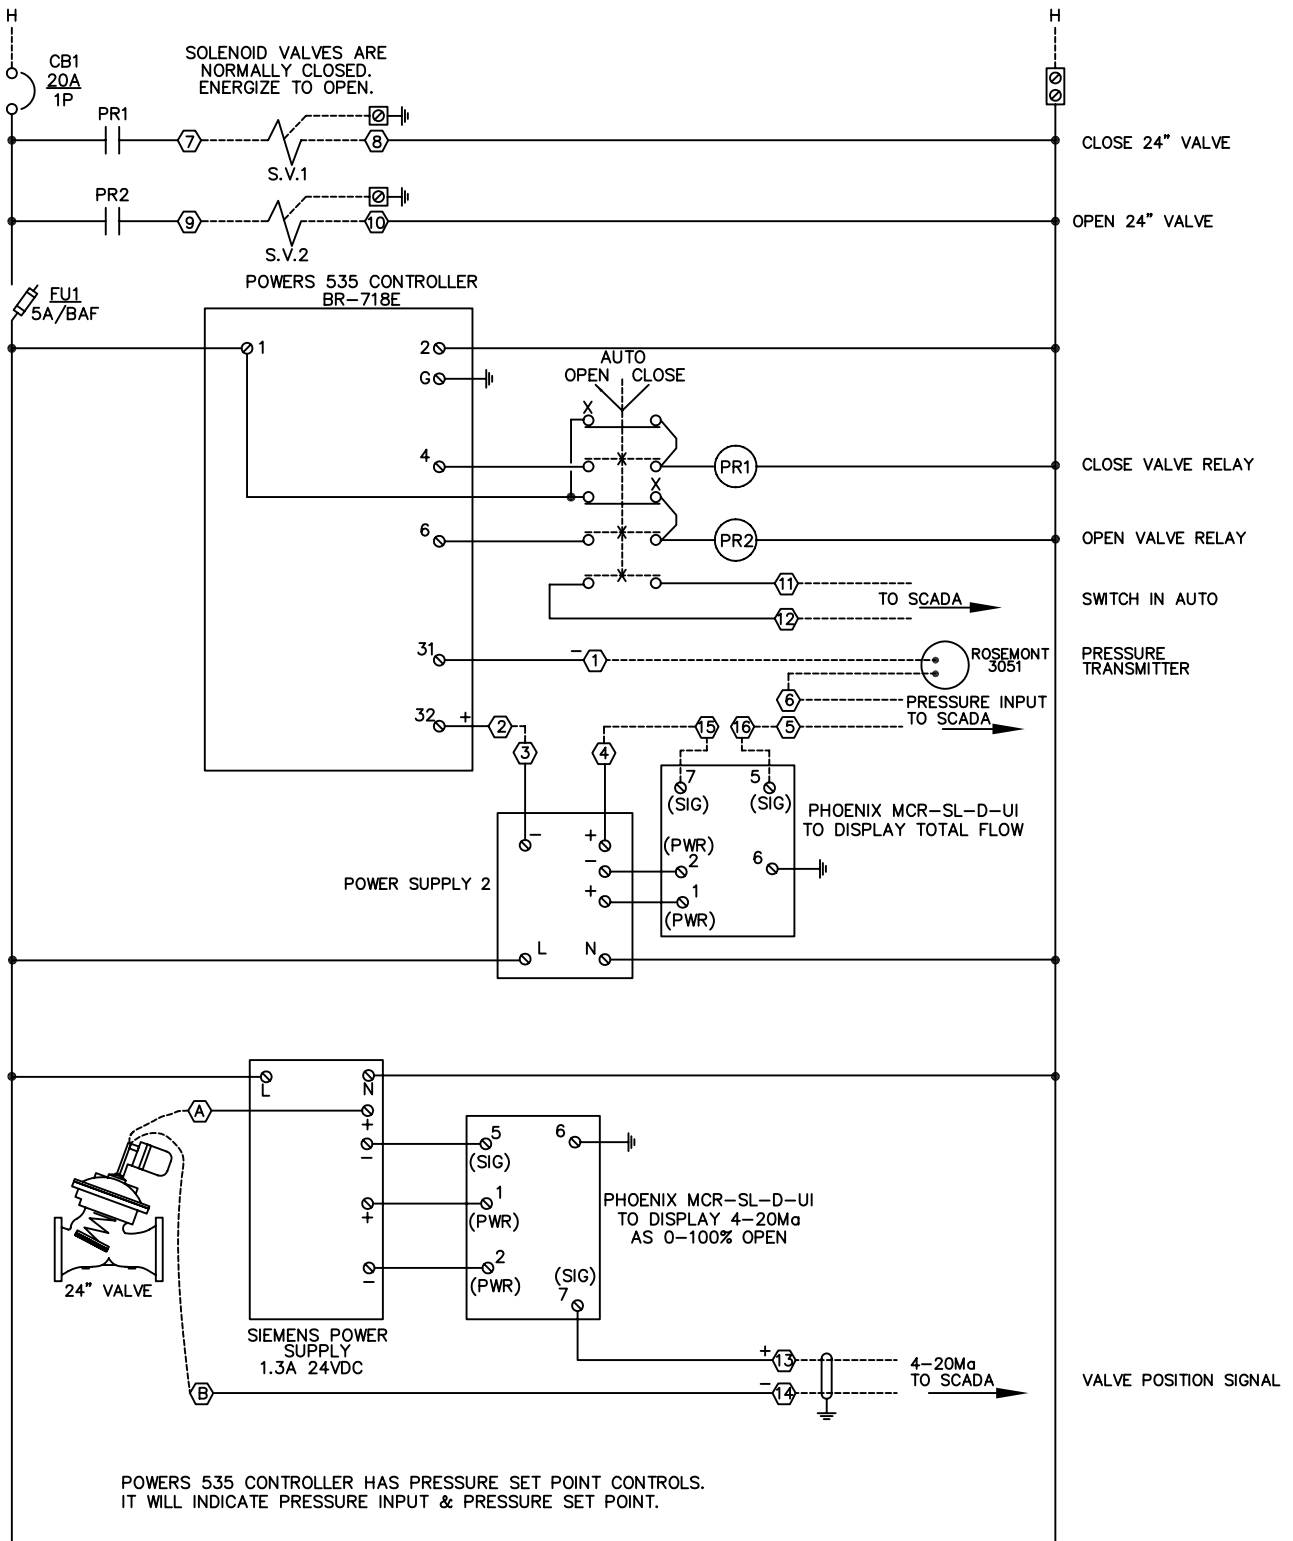 H
H
CB1
20A
1P
SOLENOID VALVES ARE
NORMALLY CLOSED.
ENERGIZE TO OPEN.
PR1
7
8
S.V.1
CLOSE 24" VALVE
PR2
9
10
S.V.2
OPEN 24" VALVE
FU1
5A/BAF
POWERS 535 CONTROLLER
BR-718E
1
2
G
AUTO
OPEN
CLOSE
X
4
X
PR1
CLOSE VALVE RELAY
X
6
X
PR2
OPEN VALVE RELAY
X
11
TO SCADA
12
SWITCH IN AUTO
31
-
1
ROSEMONT
3051
PRESSURE
TRANSMITTER
6
PRESSURE INPUT
TO SCADA
32
+
2
3
4
15
16
5
7
(SIG)
5
(SIG)
PHOENIX MCR-SL-D-UI
TO DISPLAY TOTAL FLOW
POWER SUPPLY 2
-
+
-
+
(PWR)
2
1
(PWR)
6
L
N
L
N
A
+
-
+
-
5
(SIG)
1
(PWR)
2
(PWR)
6
(SIG)
7
PHOENIX MCR-SL-D-UI
TO DISPLAY 4-20Ma
AS 0-100% OPEN
24" VALVE
SIEMENS POWER
SUPPLY
1.3A 24VDC
+
13
-
14
B
4-20Ma
TO SCADA
VALVE POSITION SIGNAL
POWERS 535 CONTROLLER HAS PRESSURE SET POINT CONTROLS.
IT WILL INDICATE PRESSURE INPUT & PRESSURE SET POINT.